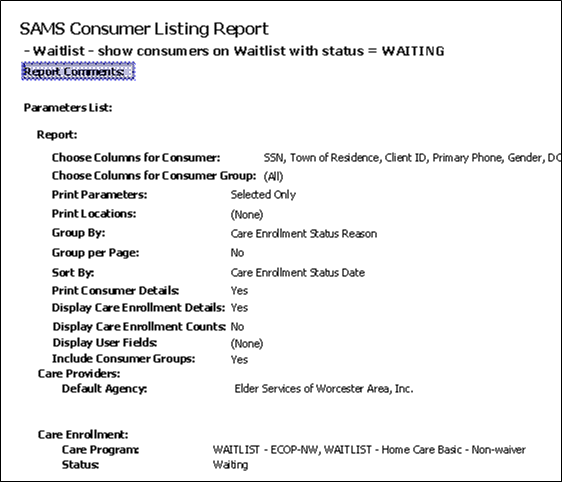 SAMS Consumer Listing Report
- Waitlist - show consumers on Waitlist with status = WAITING
Report Comments:
Parameters List:
Report:
Choose Columns for Consumer: SSN, Town of Residence, Client ID, Primary Phone, Gender, DO
Choose Columns for Consumer Group: (All)
Print Parameters: Selected Only
Print Locations: (None)
Group By: Care Enrollment Status Reason
Group per Page: No
Sort By: Care Enrollment Status Date
Print Consumer Details: Yes
Display Care Enrollment Details: Yes
Display Care Enrollment Counts: No
Display User Fields: (None)
Include Consumer Groups: Yes
Care Providers:
Default Agency: Elder Services of Worcester Area, Inc.
Care Enrollment:
Care Program: WAITLIST - ECOP-NW, WAITLIST - Home Care Basic - Non-waiver
Status: Waiting